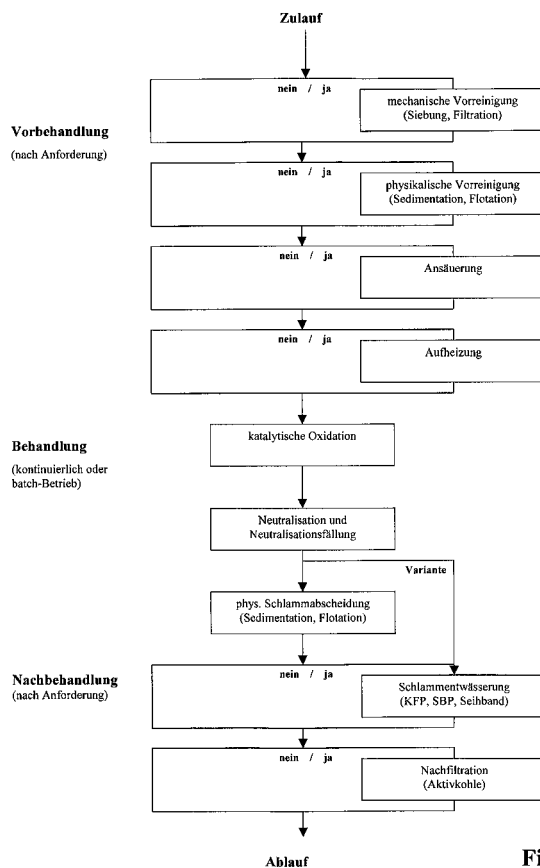 Zulauf
nein / ja
mechanische Vorreinigung
(Siebung, Filtration)
Vorbehandlung
(nach Anforderung)
nein / ja
physikalische Vorreinigung
(Sedimentation, Flotation)
nein / ja
Ansäuerung
nein / ja
Aufheizung
Behandlung
(kontinuierlich oder
batch-Betrieb)
katalytische Oxidation
Neutralisation und
Neutralisationsfällung
Variante
phys. Schlammabscheidung
(Sedimentation, Flotation)
Nachbehandlung
(nach Anforderung)
nein / ja
Schlammentwässerung
(KFP, SBP, Seihband)
nein / ja
Nachfiltration
(Aktivkohle)
Ablauf
Fi